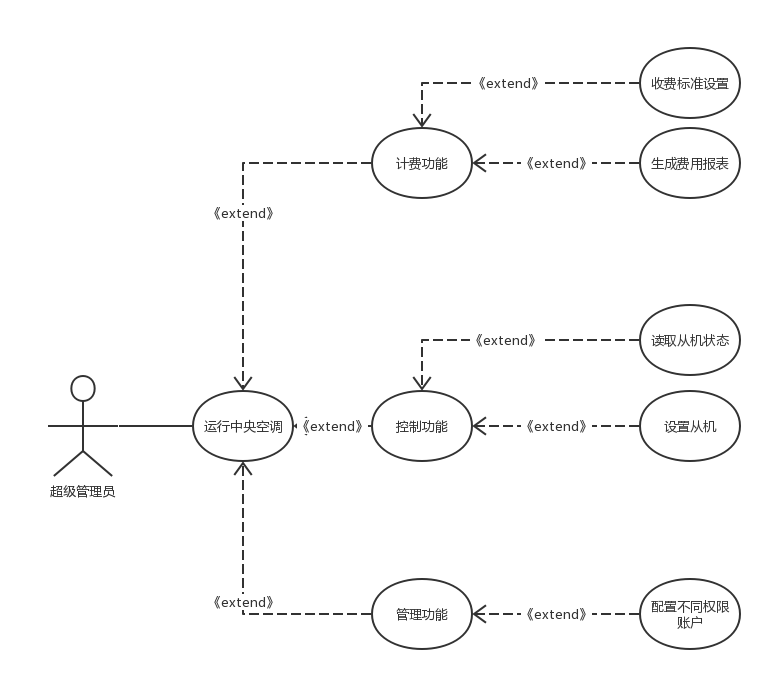 《extend》
收费标准设置
计费功能
《extend》
生成费用报表
《extend》
《extend》
读取从机状态
超级管理员
运行中央空调
《extend》
控制功能
《extend》
设置从机
《extend》
管理功能
《extend》
配置不同权限
账户